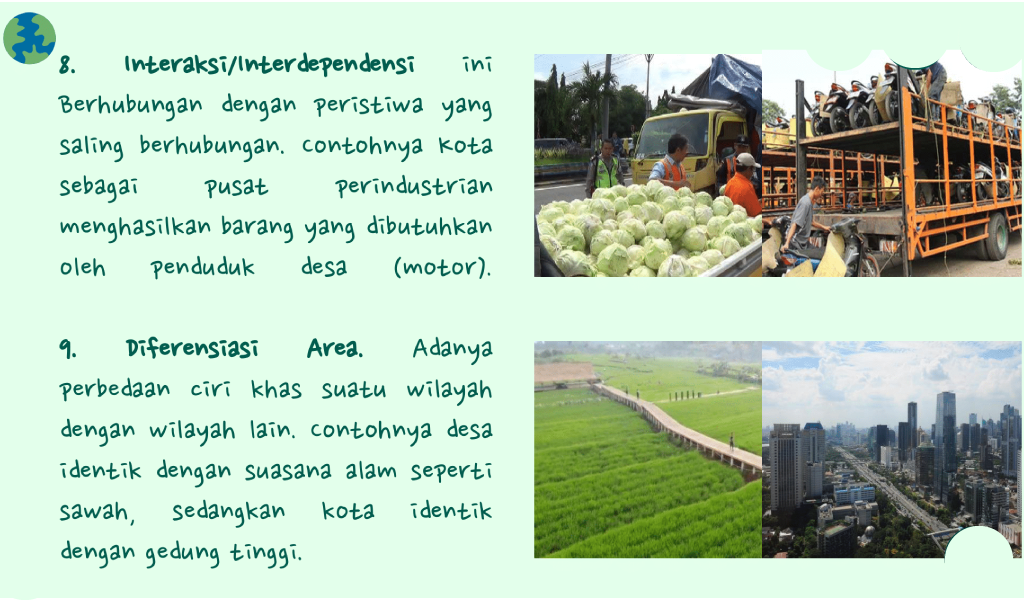 8. Interaksi/Interdependensi ini
Berhubungan dengan peristiwa yang
saling berhubungan. Contohnya kota
sebagai pusat perindustrian
menghasilkan barang yang dibutuhkan
oleh penduduk desa (motor).
9. Diferensiasi Area. Adanya
perbedaan ciri khas suatu wilayah
dengan wilayah lain. Contohnya desa
identik dengan suasana alam seperti
sawah, sedangkan kota identik
dengan gedung tinggi.